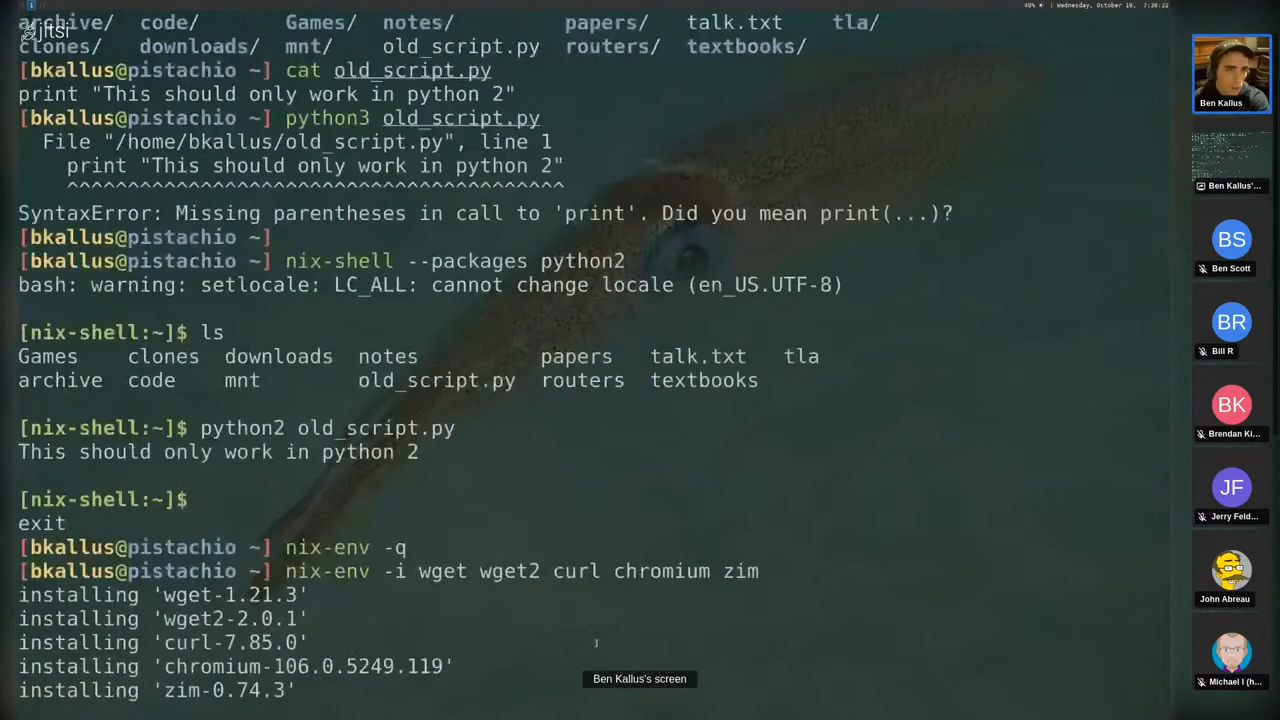 1
40%
Wednesday, October 19, 7:30:22
jitsi
archive/ code/ Games/ notes/ papers/ talk.txt tla/
clones/ downloads/ mnt/ old_script.py routers/ textbooks/
[bkallus@pistachio ~] cat old_script.py
print "This should only work in python 2"
[bkallus@pistachio ~] python3 old_script.py
File "/home/bkallus/old_script.py", line 1
print "This should only work in python 2"
^^^^^^^^^^^^^^^^^^^^^^^^^^^^^^^^^^^^^^^^^
SyntaxError: Missing parentheses in call to 'print'. Did you mean print(...)?
[bkallus@pistachio ~]
[bkallus@pistachio ~] nix-shell --packages python2
bash: warning: setlocale: LC_ALL: cannot change locale (en_US.UTF-8)
[nix-shell:~]$ ls
Games clones downloads notes papers talk.txt tla
archive code mnt old_script.py routers textbooks
[nix-shell:~]$ python2 old_script.py
This should only work in python 2
[nix-shell:~]$
exit
[bkallus@pistachio ~] nix-env -q
[bkallus@pistachio ~] nix-env -i wget wget2 curl chromium zim
installing 'wget-1.21.3'
installing 'wget2-2.0.1'
installing 'curl-7.85.0'
installing 'chromium-106.0.5249.119'
installing 'zim-0.74.3'
Ben Kallus's screen
Ben Kallus
Ben Kallus'...
BS
Ben Scott
BR
Bill R
BK
Brendan Ki...
JF
Jerry Feld...
John Abreau
Michael I (h...